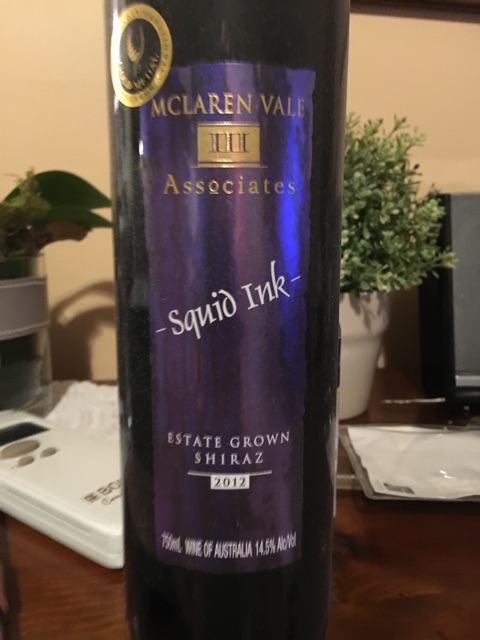 MCLAREN VALE
III
Associates
- Squid Ink -
ESTATE GROWN
SHIRAZ
2012
750mL WINE OF AUSTRALIA 14.5% Alc/Vol